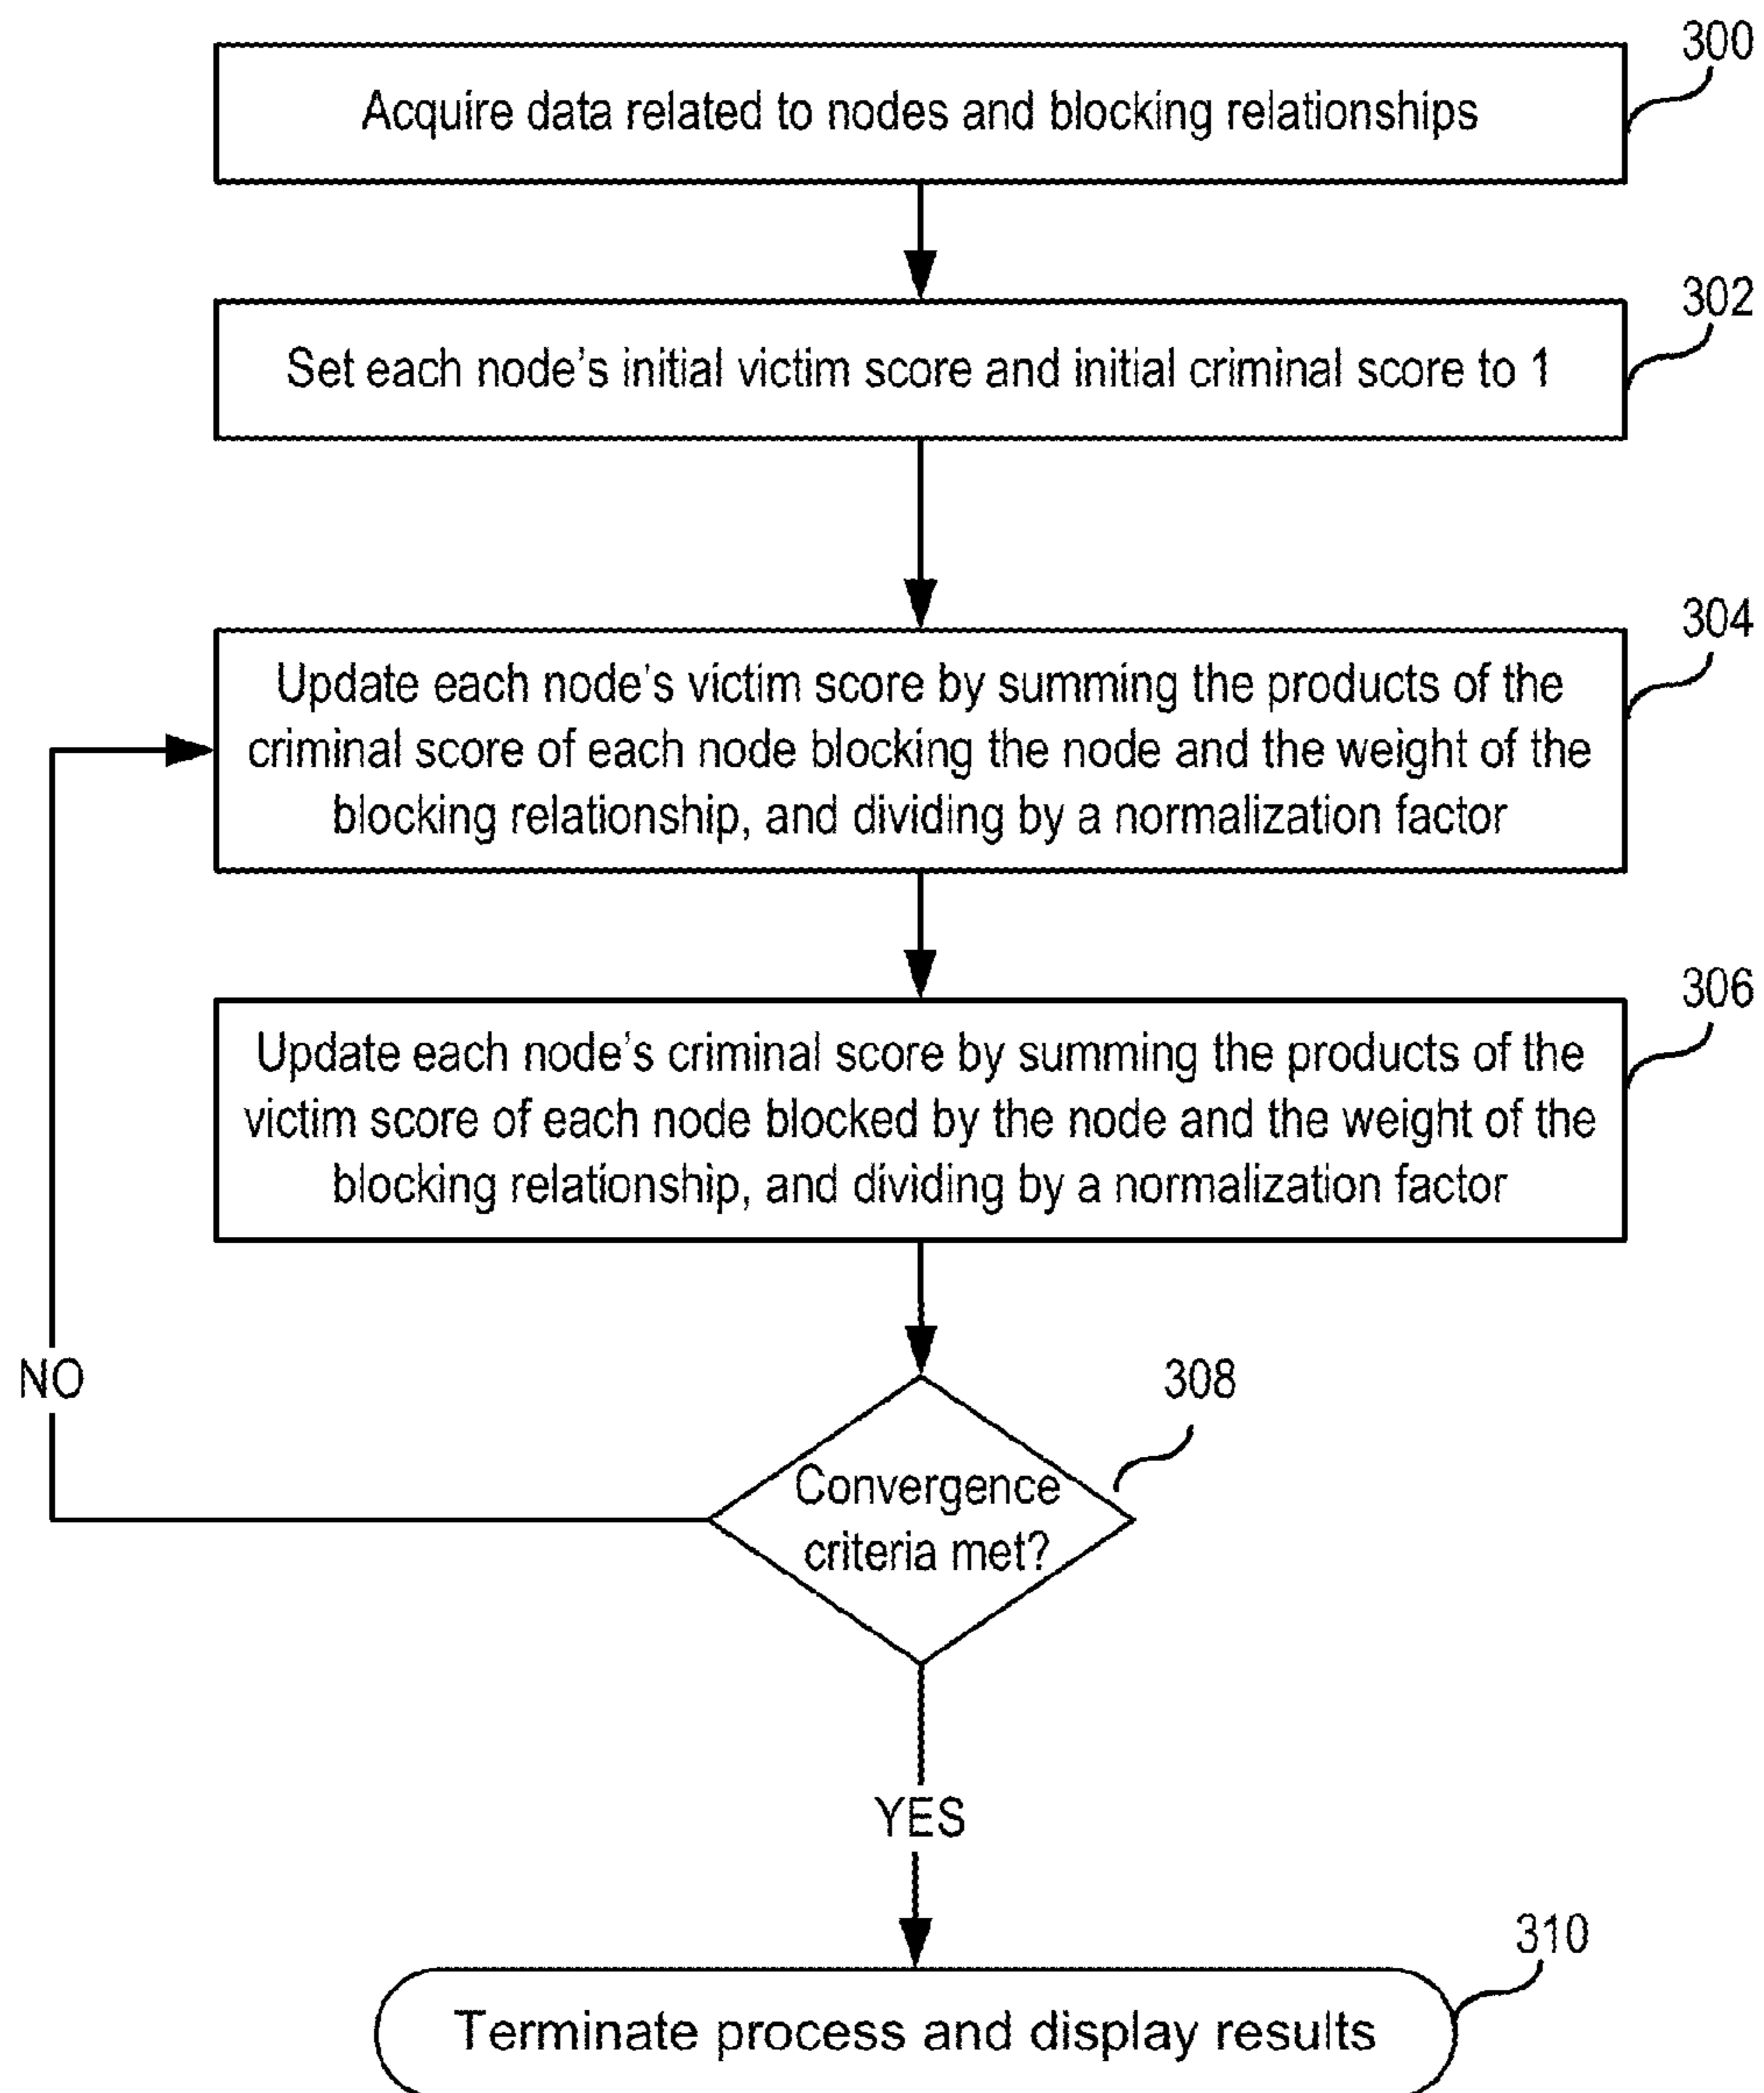 300
Acquire data related to nodes and blocking relationships
302
Set each node's initial victim score and initial criminal score to 1
304
Update each node's victim score by summing the products of the
criminal score of each node blocking the node and the weight of the
blocking relationship, and dividing by a normalization factor
306
Update each node's criminal score by summing the products of the
victim score of each node blocked by the node and the weight of the
blocking relationship, and dividing by a normalization factor
NO
308
Convergence
criteria met?
YES
310
Terminate process and display results